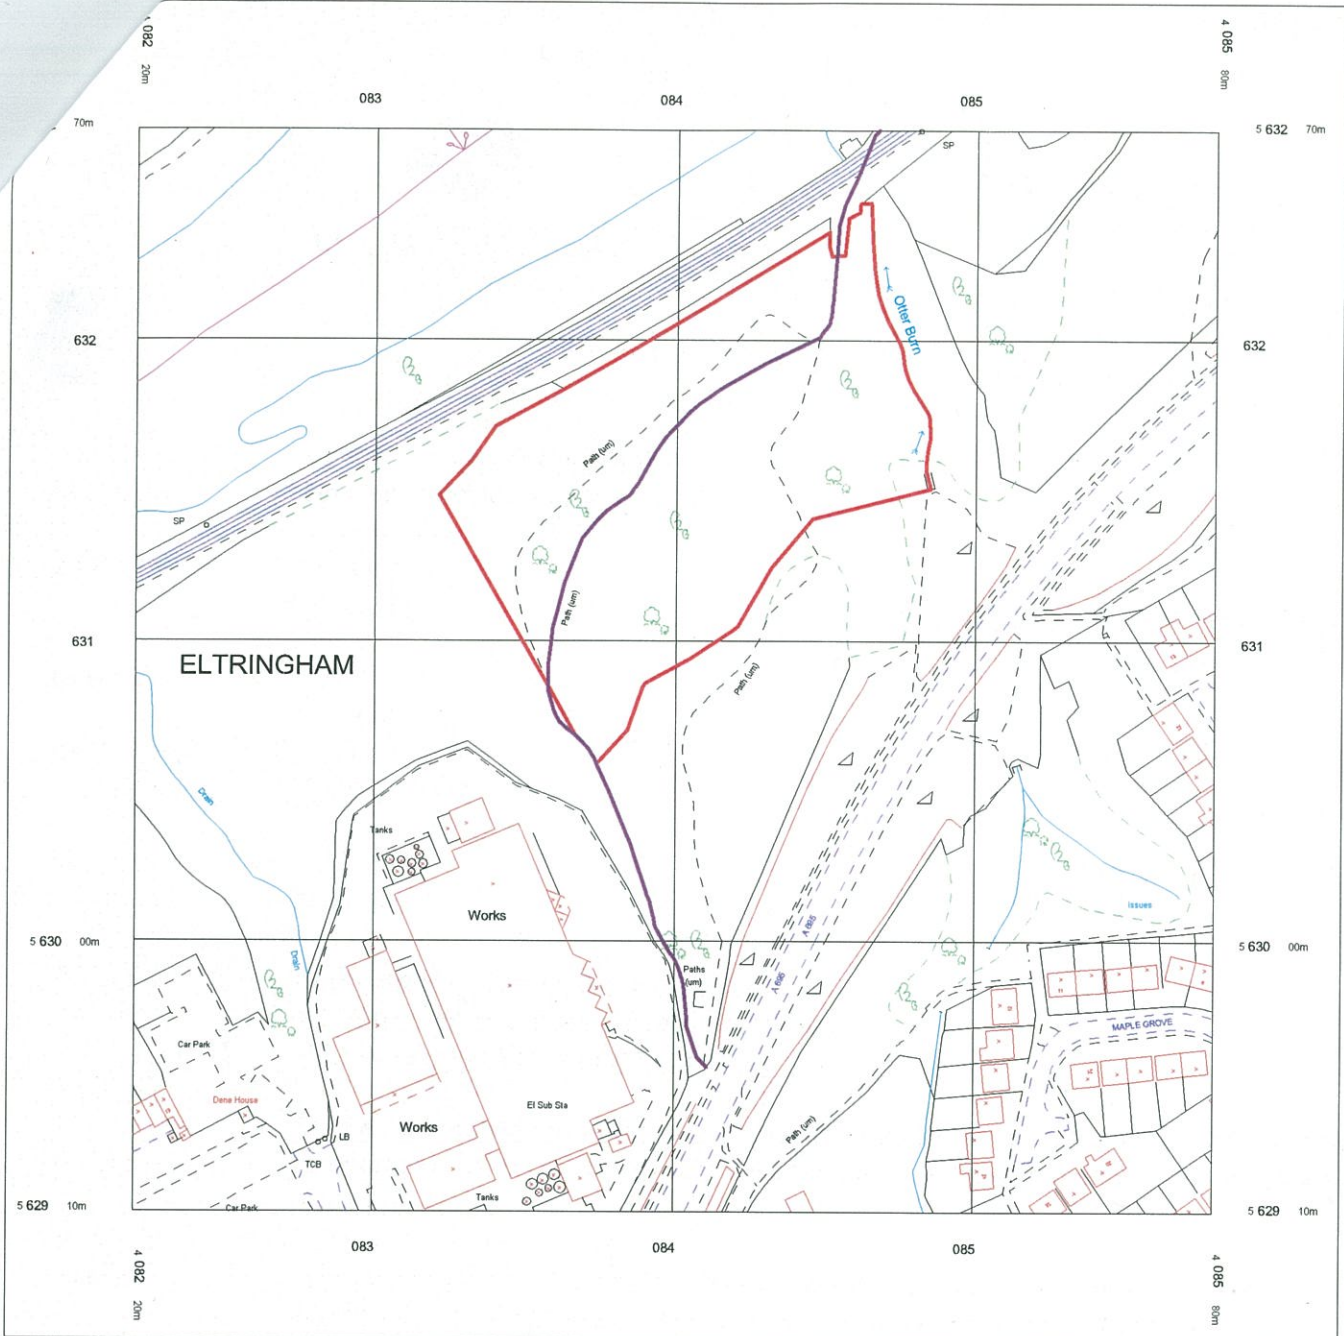 4 082
20m
4 085
80m
083
084
085
70m
5 632 70m
SP
Otter Burn
632
632
Path (um)
SP
Path (um)
631
631
ELTRINGHAM
Path (um)
Drain
Tanks
Works
A 695
Issues
5 630 00m
5 630 00m
Drain
Paths
(um)
A 695
Car Park
MAPLE GROVE
Dene House
El Sub Sta
Works
LB
Path (um)
TCB
Tanks
Car Park
5 629 10m
5 629 10m
083
084
085
4 082
20m
4 085
80m